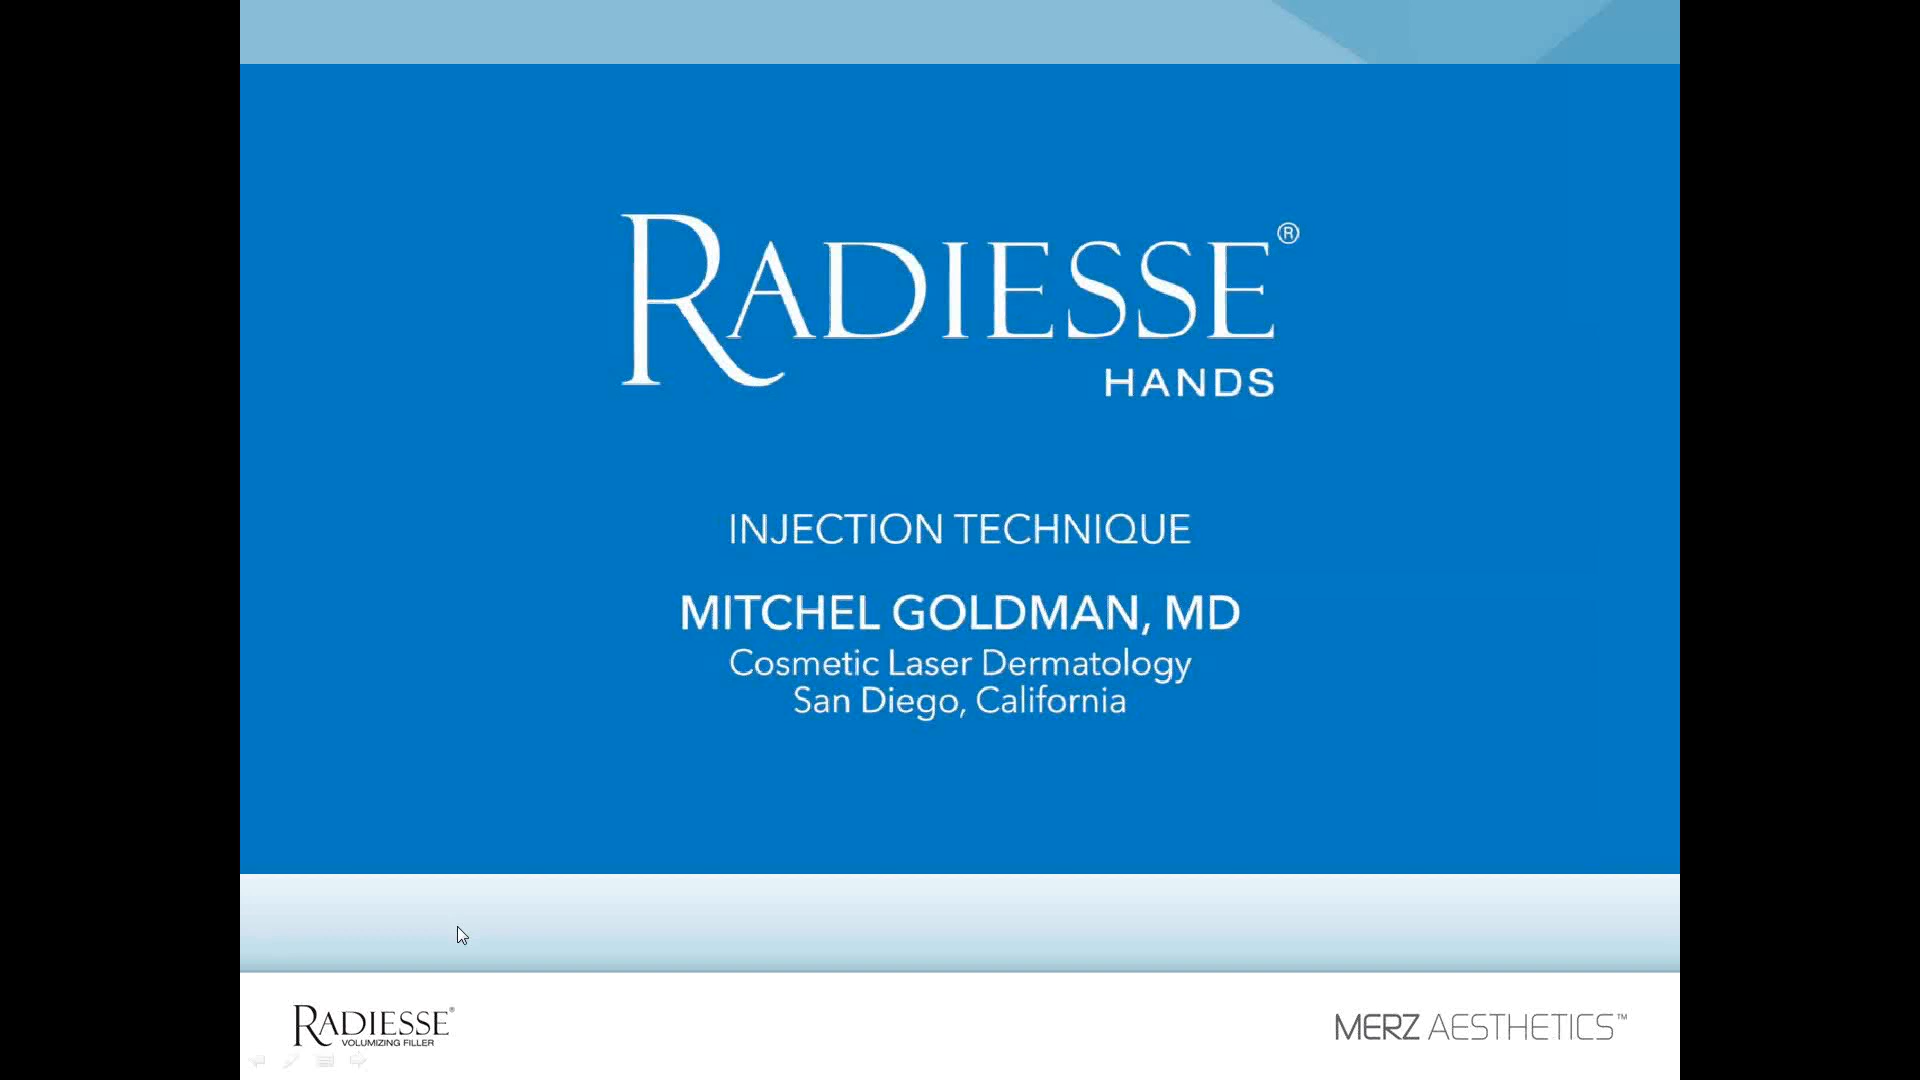 RADIESSE®
HANDS
INJECTION TECHNIQUE
MITCHEL GOLDMAN, MD
Cosmetic Laser Dermatology
San Diego, California
RADIESSE®
VOLUMIZING FILLER
MERZ AESTHETICS™